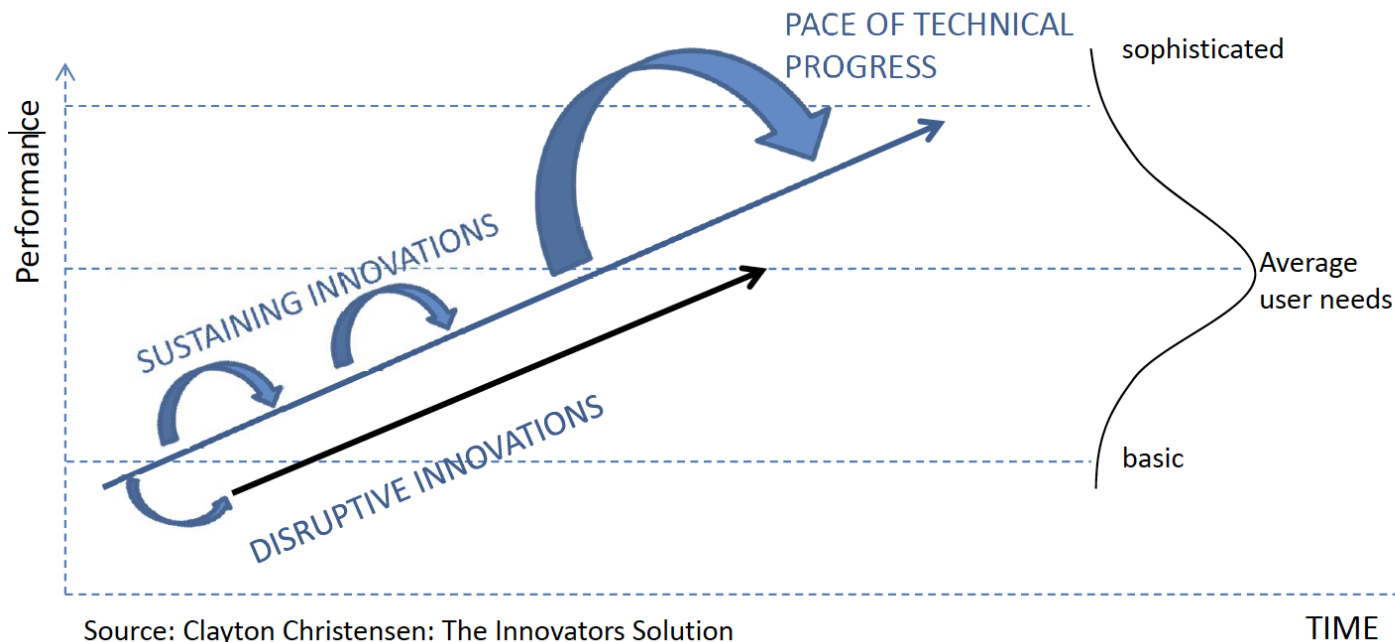 PACE OF TECHNICAL
PROGRESS
sophisticated
Performance
SUSTAINING INNOVATIONS
Average
user needs
DISRUPTIVE INNOVATIONS
basic
Source: Clayton Christensen: The Innovators Solution
TIME